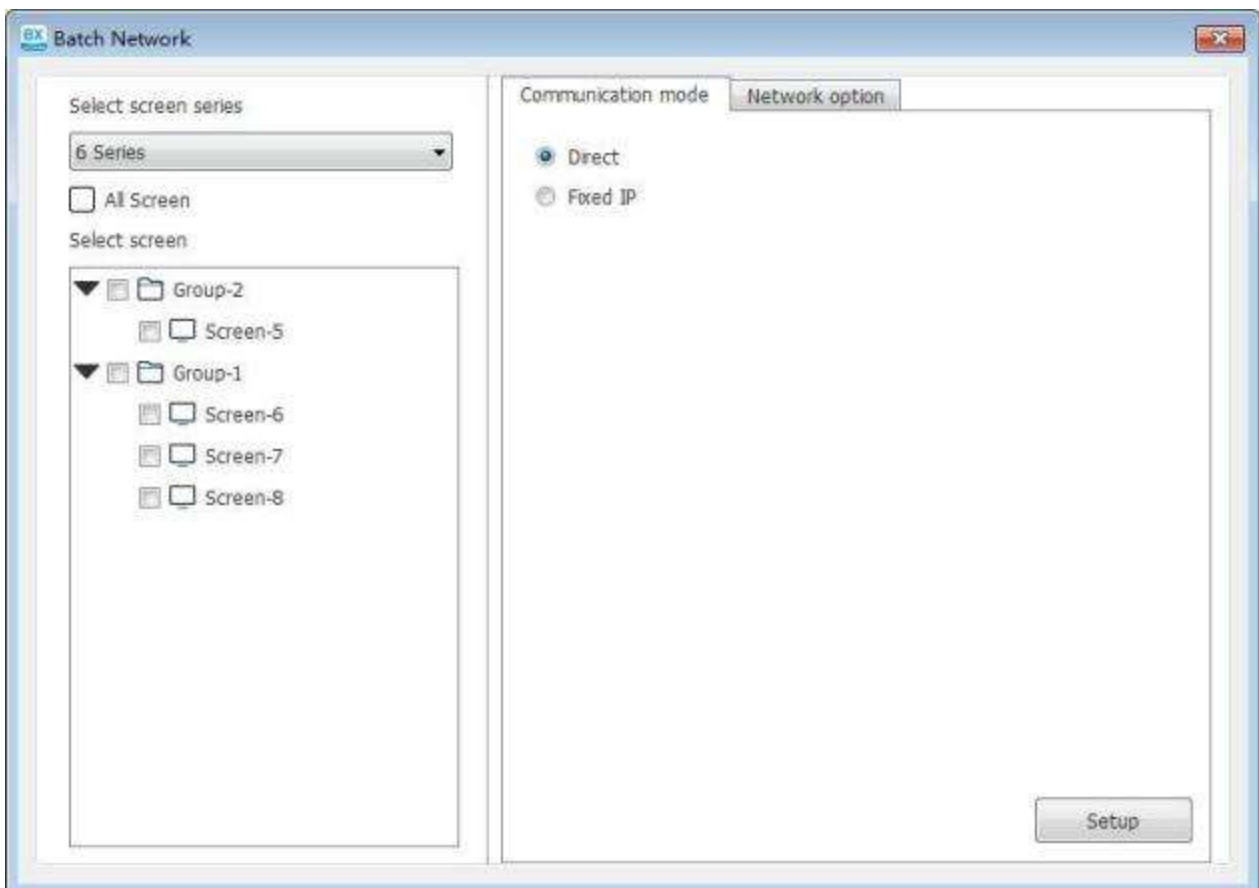 BX
Batch Network
Select screen series
6 Series
All Screen
Select screen
Group-2
Screen-5
Group-1
Screen-6
Screen-7
Screen-8
Communication mode
Network option
Direct
Fixed IP
Setup